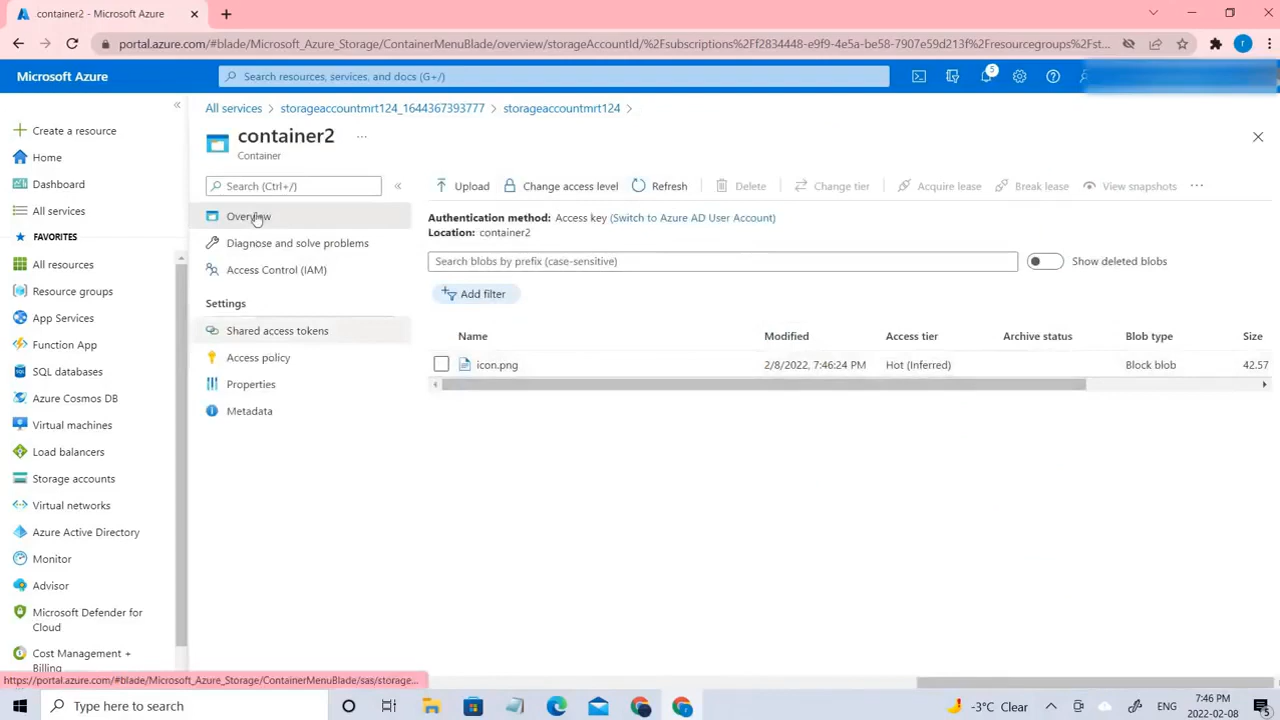 container2 - Microsoft Azure
portal.azure.com/#blade/Microsoft_Azure_Storage/ContainerMenuBlade/overview/storageAccountId/%2Fsubscriptions%2Ff2834448-e9f9-4e5a-be58-7907e59d213f%2Fresourcegroups%2Fst...
r
Microsoft Azure
Search resources, services, and docs (G+/)
5
All services > storageaccountmrt124_1644367393777 > storageaccountmrt124 >
container2 ...
Container
Search (Ctrl+/)
Overview
Diagnose and solve problems
Access Control (IAM)
Settings
Shared access tokens
Access policy
Properties
Metadata
Create a resource
Home
Dashboard
All services
FAVORITES
All resources
Resource groups
App Services
Function App
SQL databases
Azure Cosmos DB
Virtual machines
Load balancers
Storage accounts
Virtual networks
Azure Active Directory
Monitor
Advisor
Microsoft Defender for
Cloud
Cost Management +
Billing
Upload Change access level Refresh Delete Change tier Acquire lease Break lease View snapshots ...
Authentication method: Access key (Switch to Azure AD User Account)
Location: container2
Search blobs by prefix (case-sensitive) Show deleted blobs
Add filter
Name Modified Access tier Archive status Blob type Size
icon.png 2/8/2022, 7:46:24 PM Hot (Inferred) Block blob 42.57
https://portal.azure.com/#blade/Microsoft_Azure_Storage/ContainerMenuBlade/sas/storage...
Type here to search
-3°C Clear
ENG
7:46 PM
2022-02-08
5